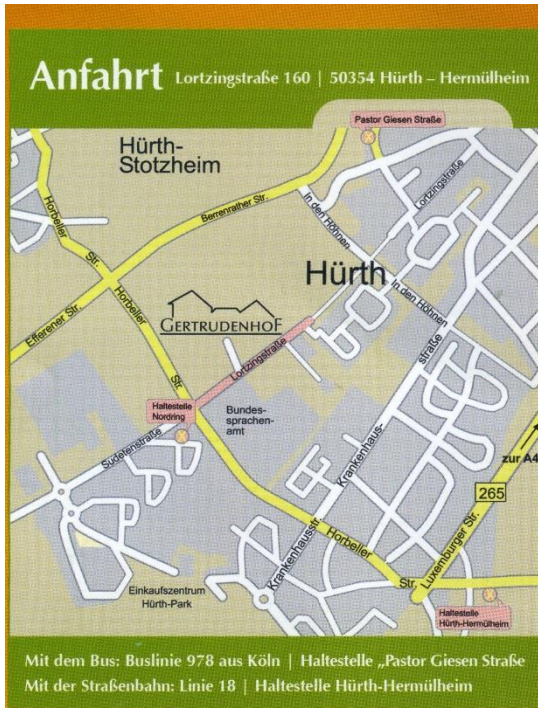 Anfahrt Lortzingstraße 160 | 50354 Hürth – Hermülheim
Pastor Giesen Straße
Hürth-
Stotzheim
Lortzingstraße
Horbeller
Str.
Berrenrather Str.
In den Höhnen
Hürth
In den Höhnen
Efferener Str.
Horbeller
Str.
GERTRUDENHOF
Lortzingstraße
straße
Haltestelle
Nordring
Bundes-
sprachen-
amt
Sudetenstraße
Krankenhaus-
zur A4
265
Krankenhausstr.
Horbeller
Str.
Luxemburger Str.
Einkaufszentrum
Hürth-Park
Haltestelle
Hürth-Hermülheim
Mit dem Bus: Buslinie 978 aus Köln | Haltestelle „Pastor Giesen Straße
Mit der Straßenbahn: Linie 18 | Haltestelle Hürth-Hermülheim